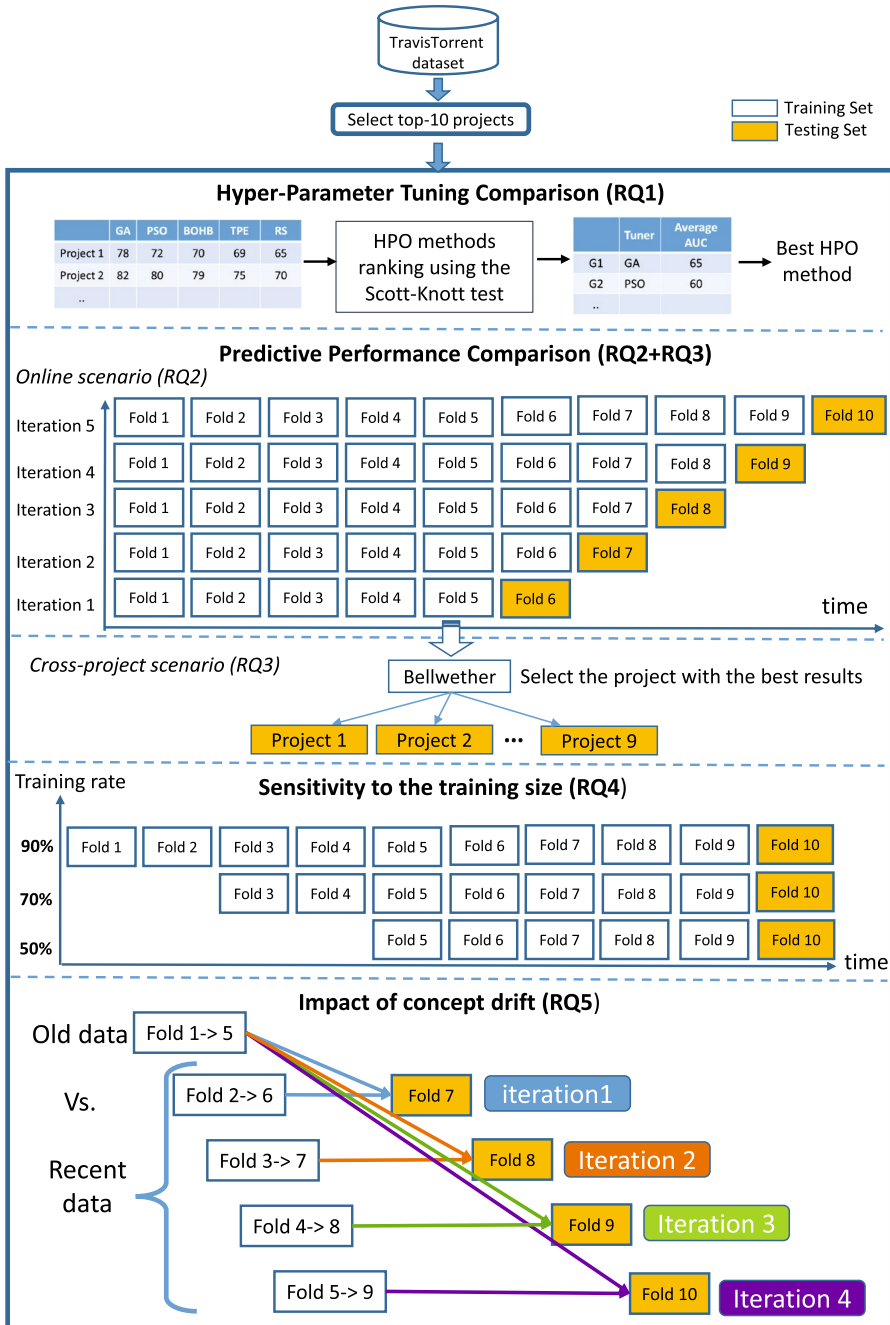 TravisTorrent
dataset
Select top-10 projects
Training Set
Testing Set
Hyper-Parameter Tuning Comparison (RQ1)
GA PSO BOHB TPE RS
Project 1 78 72 70 69 65
Project 2 82 80 79 75 70
..
HPO methods
ranking using the
Scott-Knott test
Tuner Average
AUC
G1 GA 65
G2 PSO 60
..
Best HPO
method
Predictive Performance Comparison (RQ2+RQ3)
Online scenario (RQ2)
Iteration 5 Fold 1 Fold 2 Fold 3 Fold 4 Fold 5 Fold 6 Fold 7 Fold 8 Fold 9 Fold 10
Iteration 4 Fold 1 Fold 2 Fold 3 Fold 4 Fold 5 Fold 6 Fold 7 Fold 8 Fold 9
Iteration 3 Fold 1 Fold 2 Fold 3 Fold 4 Fold 5 Fold 6 Fold 7 Fold 8
Iteration 2 Fold 1 Fold 2 Fold 3 Fold 4 Fold 5 Fold 6 Fold 7
Iteration 1 Fold 1 Fold 2 Fold 3 Fold 4 Fold 5 Fold 6
time
Cross-project scenario (RQ3)
Bellwether Select the project with the best results
Project 1 Project 2 ... Project 9
Training rate
Sensitivity to the training size (RQ4)
90% Fold 1 Fold 2 Fold 3 Fold 4 Fold 5 Fold 6 Fold 7 Fold 8 Fold 9 Fold 10
70% Fold 3 Fold 4 Fold 5 Fold 6 Fold 7 Fold 8 Fold 9 Fold 10
50% Fold 5 Fold 6 Fold 7 Fold 8 Fold 9 Fold 10
time
Impact of concept drift (RQ5)
Old data Fold 1-> 5
Vs. Fold 2-> 6 Fold 7 iteration1
Fold 3-> 7 Fold 8 Iteration 2
Recent
data
Fold 4-> 8 Fold 9 Iteration 3
Fold 5-> 9 Fold 10 Iteration 4